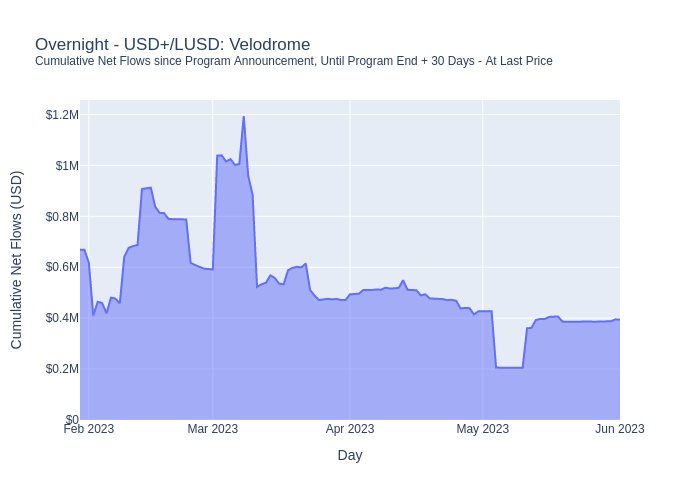 Overnight - USD+/LUSD: Velodrome
Cumulative Net Flows since Program Announcement, Until Program End + 30 Days - At Last Price
Cumulative Net Flows (USD)
$1.2M
$1M
$0.8M
$0.6M
$0.4M
$0.2M
$0
Feb 2023 Mar 2023 Apr 2023 May 2023 Jun 2023
Day